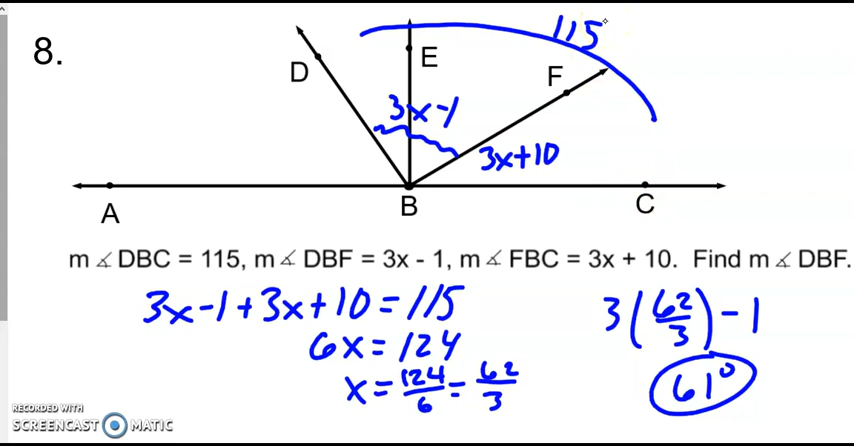 8.
115°
D
E
F
3x-1
3x+10
A
B
C
m∡DBC = 115, m∡DBF = 3x - 1, m∡FBC = 3x + 10. Find m∡DBF.
3x-1+3x+10=115
6x=124
x=124/6=62/3
3(62/3)-1
61°
RECORDED WITH
SCREENCAST MATIC